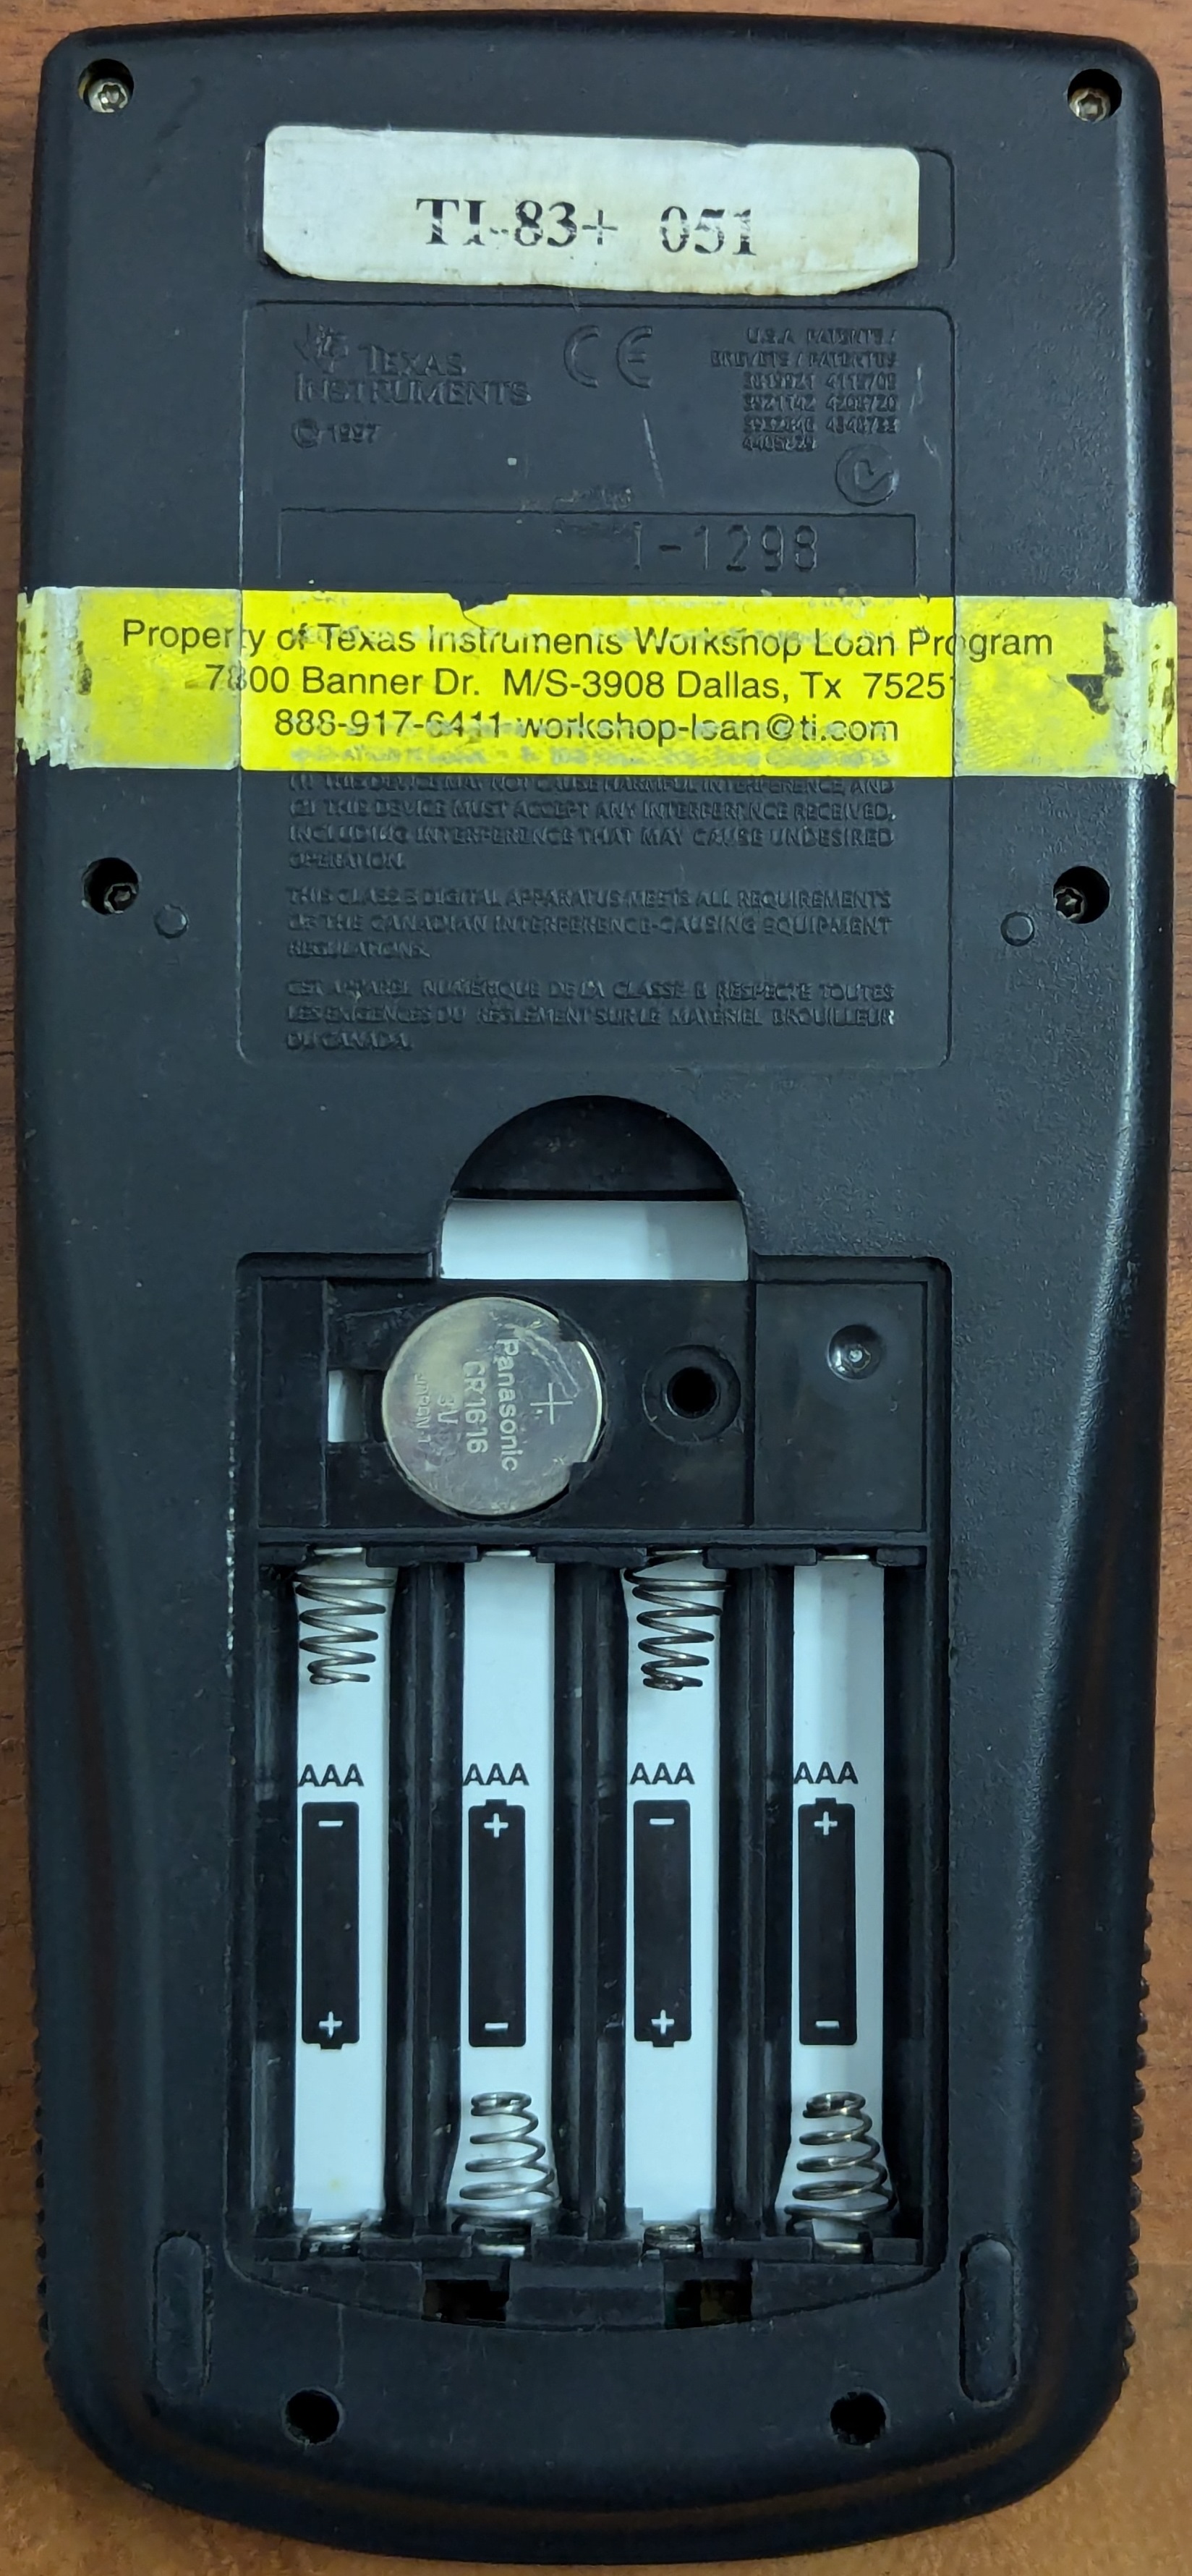 TI-83+ 051
TEXAS
INSTRUMENTS
© 1997
CE
U.S.A PATENTS /
BREVETS / PATENTES
I-1298
Property of Texas Instruments Workshop Loan Program
7800 Banner Dr. M/S-3908 Dallas, Tx 75251
888-917-6411 workshop-loan@ti.com
(1) THIS DEVICE MAY NOT CAUSE HARMFUL INTERFERENCE, AND
(2) THIS DEVICE MUST ACCEPT ANY INTERFERENCE RECEIVED,
INCLUDING INTERFERENCE THAT MAY CAUSE UNDESIRED
OPERATION.
THIS CLASS B DIGITAL APPARATUS MEETS ALL REQUIREMENTS
OF THE CANADIAN INTERFERENCE-CAUSING EQUIPMENT
REGULATIONS.
CET APPAREIL NUMÉRIQUE DE LA CLASSE B RESPECTE TOUTES
LES EXIGENCES DU RÈGLEMENT SUR LE MATÉRIEL BROUILLEUR
DU CANADA.
+
Panasonic
CR1616
3V
JAPAN
AAA AAA AAA AAA
- + - +
+ - + -